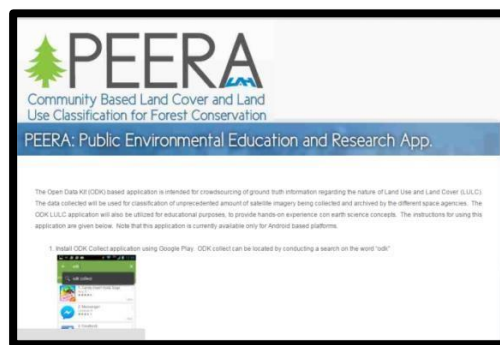 PEERA
UAH
Community Based Land Cover and Land
Use Classification for Forest Conservation
PEERA: Public Environmental Education and Research App.
The Open Data Kit (ODK) based application is intended for crowdsourcing of ground truth information regarding the nature of Land Use and Land Cover (LULC).
The data collected will be used for classification of unprecedented amount of satellite imagery being collected and archived by the different space agencies. The
ODK LULC application will also be utilized for educational purposes, to provide hands-on experience con earth science concepts. The instructions for using this
application are given below. Note that this application is currently available only for Android based platforms.
1. Install ODK Collect application using Google Play. ODK collect can be located by conducting a search on the word "odk"
odk
odk collect